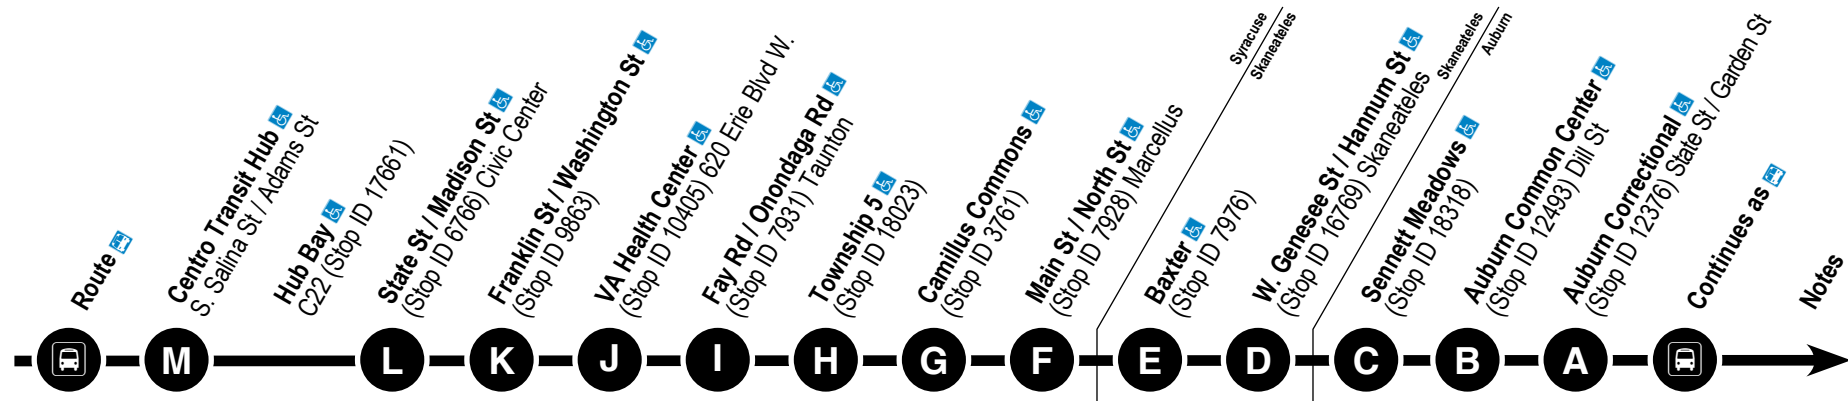 Route
Centro Transit Hub
S. Salina St / Adams St
Hub Bay
C22 (Stop ID 17661)
State St / Madison St
(Stop ID 6766) Civic Center
Franklin St / Washington St
(Stop ID 9863)
VA Health Center
(Stop ID 10405) 620 Erie Blvd W.
Fay Rd / Onondaga Rd
(Stop ID 7931) Taunton
Township 5
(Stop ID 18023)
Camillus Commons
(Stop ID 3761)
Main St / North St
(Stop ID 7928) Marcellus
Syracuse
Skaneateles
Baxter
(Stop ID 7976)
W. Genesee St / Hannum St
(Stop ID 16769) Skaneateles
Skaneateles
Auburn
Sennett Meadows
(Stop ID 18318)
Auburn Common Center
(Stop ID 12493) Dill St
Auburn Correctional
(Stop ID 12376) State St / Garden St
Continues as
Notes
M L K J I H G F E D C B A